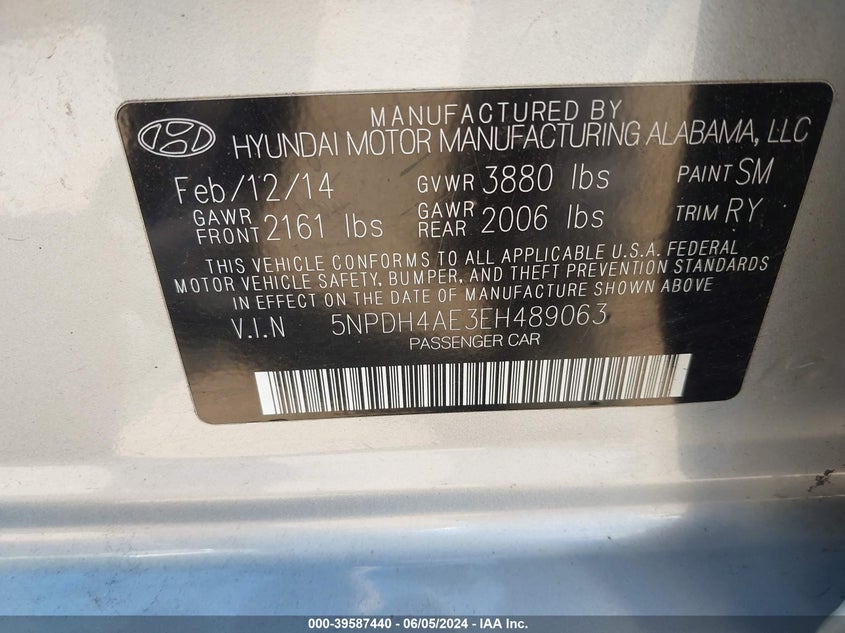 MANUFACTURED BY
HYUNDAI MOTOR MANUFACTURING ALABAMA, LLC
Feb/12/14 GVWR 3880 lbs PAINT SM
GAWR FRONT 2161 lbs GAWR REAR 2006 lbs TRIM RY
THIS VEHICLE CONFORMS TO ALL APPLICABLE U.S.A. FEDERAL
MOTOR VEHICLE SAFETY, BUMPER, AND THEFT PREVENTION STANDARDS
IN EFFECT ON THE DATE OF MANUFACTURE SHOWN ABOVE
V.I.N 5NPDH4AE3EH489063
PASSENGER CAR
000-39587440 - 06/05/2024 - IAA Inc.